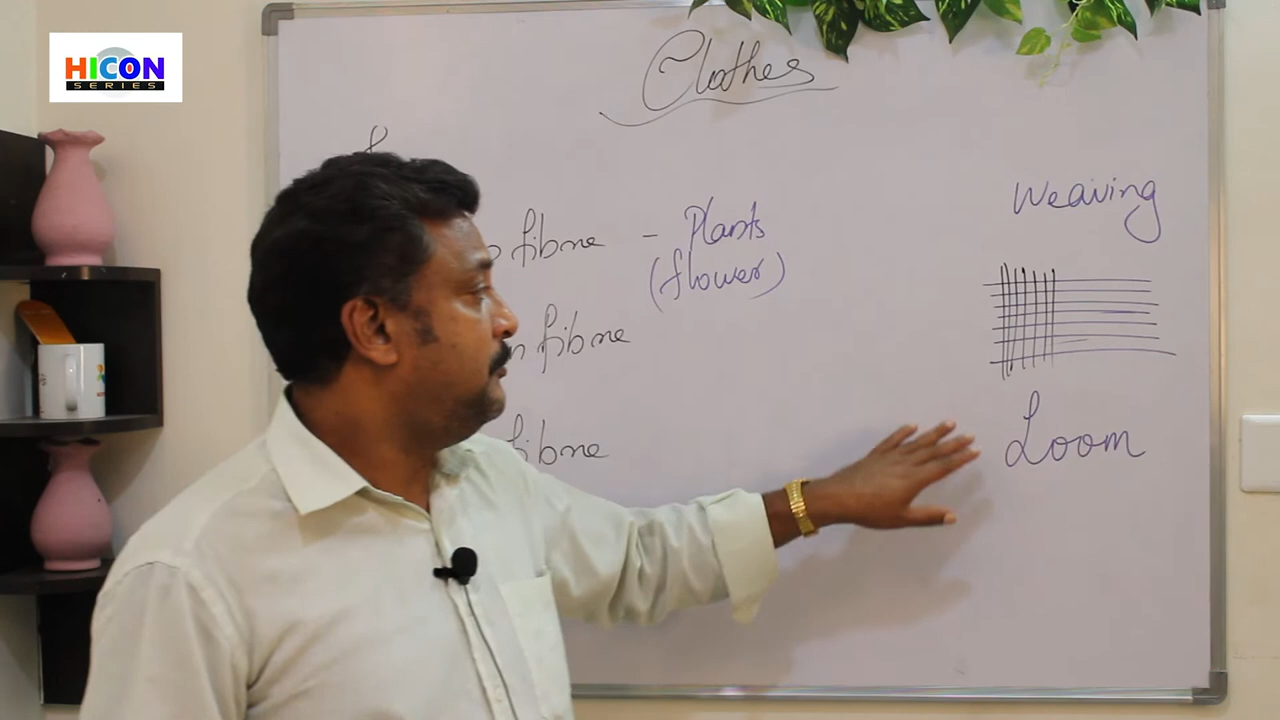 HICON
SERIES
Clothes
fibre - Plants
(flower)
fibre
fibre
Weaving
Loom